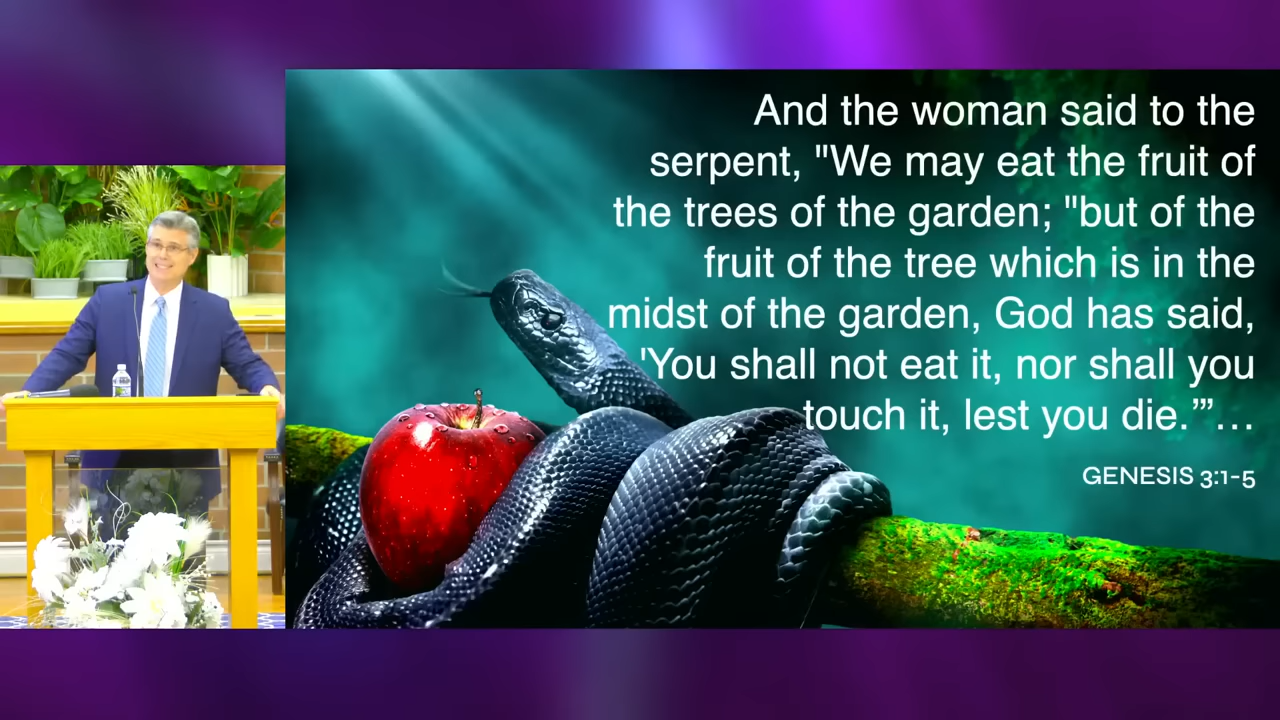 And the woman said to the
serpent, "We may eat the fruit of
the trees of the garden; "but of the
fruit of the tree which is in the
midst of the garden, God has said,
'You shall not eat it, nor shall you
touch it, lest you die.'"…
GENESIS 3:1-5